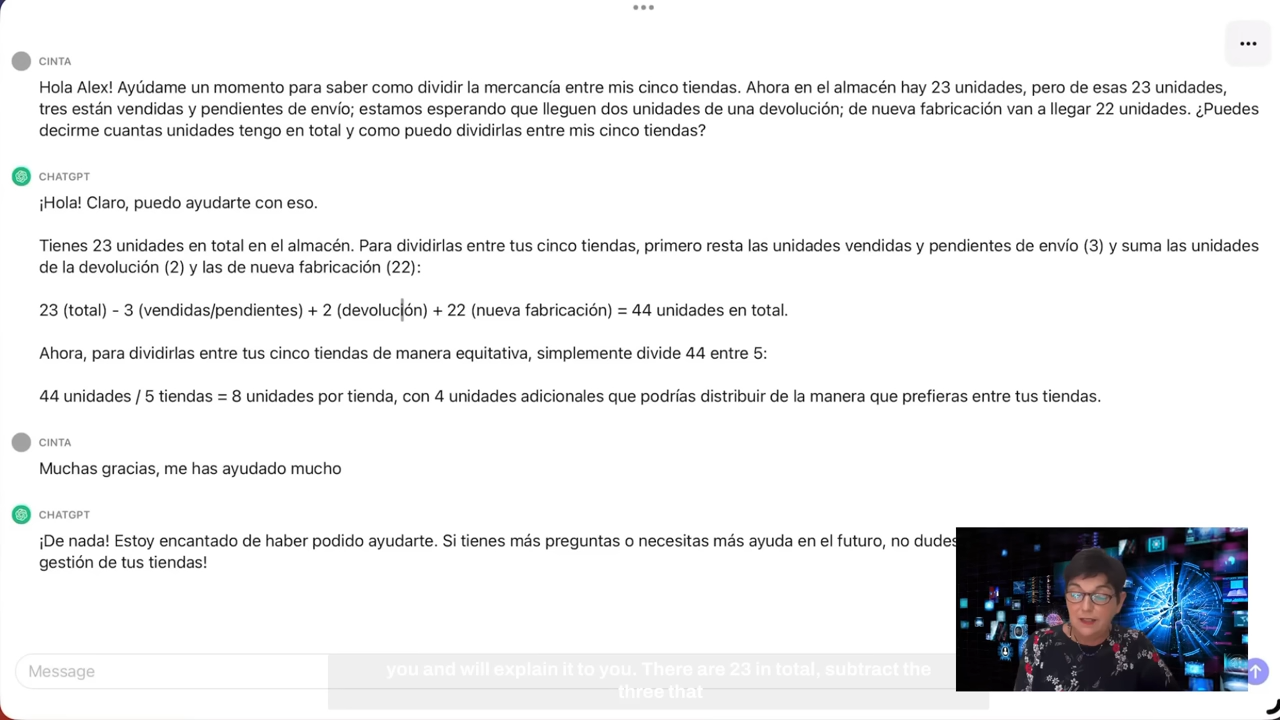 CINTA
Hola Alex! Ayúdame un momento para saber como dividir la mercancía entre mis cinco tiendas. Ahora en el almacén hay 23 unidades, pero de esas 23 unidades,
tres están vendidas y pendientes de envío; estamos esperando que lleguen dos unidades de una devolución; de nueva fabricación van a llegar 22 unidades. ¿Puedes
decirme cuantas unidades tengo en total y como puedo dividirlas entre mis cinco tiendas?
CHATGPT
¡Hola! Claro, puedo ayudarte con eso.
Tienes 23 unidades en total en el almacén. Para dividirlas entre tus cinco tiendas, primero resta las unidades vendidas y pendientes de envío (3) y suma las unidades
de la devolución (2) y las de nueva fabricación (22):
23 (total) - 3 (vendidas/pendientes) + 2 (devolución) + 22 (nueva fabricación) = 44 unidades en total.
Ahora, para dividirlas entre tus cinco tiendas de manera equitativa, simplemente divide 44 entre 5:
44 unidades / 5 tiendas = 8 unidades por tienda, con 4 unidades adicionales que podrías distribuir de la manera que prefieras entre tus tiendas.
CINTA
Muchas gracias, me has ayudado mucho
CHATGPT
¡De nada! Estoy encantado de haber podido ayudarte. Si tienes más preguntas o necesitas más ayuda en el futuro, no dudes
gestión de tus tiendas!
Message
you and will explain it to you. There are 23 in total, subtract the
three that